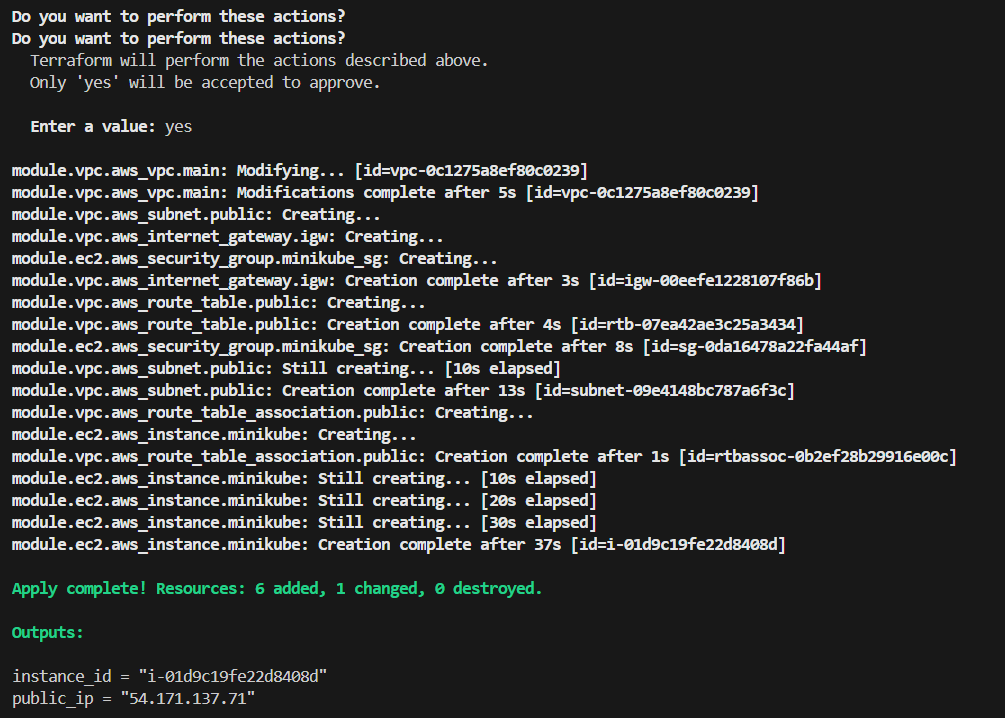 Do you want to perform these actions?
Do you want to perform these actions?
Terraform will perform the actions described above.
Only 'yes' will be accepted to approve.
Enter a value: yes
module.vpc.aws_vpc.main: Modifying... [id=vpc-0c1275a8ef80c0239]
module.vpc.aws_vpc.main: Modifications complete after 5s [id=vpc-0c1275a8ef80c0239]
module.vpc.aws_subnet.public: Creating...
module.vpc.aws_internet_gateway.igw: Creating...
module.ec2.aws_security_group.minikube_sg: Creating...
module.vpc.aws_internet_gateway.igw: Creation complete after 3s [id=igw-00eefe1228107f86b]
module.vpc.aws_route_table.public: Creating...
module.vpc.aws_route_table.public: Creation complete after 4s [id=rtb-07ea42ae3c25a3434]
module.ec2.aws_security_group.minikube_sg: Creation complete after 8s [id=sg-0da16478a22fa44af]
module.vpc.aws_subnet.public: Still creating... [10s elapsed]
module.vpc.aws_subnet.public: Creation complete after 13s [id=subnet-09e4148bc787a6f3c]
module.vpc.aws_route_table_association.public: Creating...
module.ec2.aws_instance.minikube: Creating...
module.vpc.aws_route_table_association.public: Creation complete after 1s [id=rtbassoc-0b2ef28b29916e00c]
module.ec2.aws_instance.minikube: Still creating... [10s elapsed]
module.ec2.aws_instance.minikube: Still creating... [20s elapsed]
module.ec2.aws_instance.minikube: Still creating... [30s elapsed]
module.ec2.aws_instance.minikube: Creation complete after 37s [id=i-01d9c19fe22d8408d]
Apply complete! Resources: 6 added, 1 changed, 0 destroyed.
Outputs:
instance_id = "i-01d9c19fe22d8408d"
public_ip = "54.171.137.71"